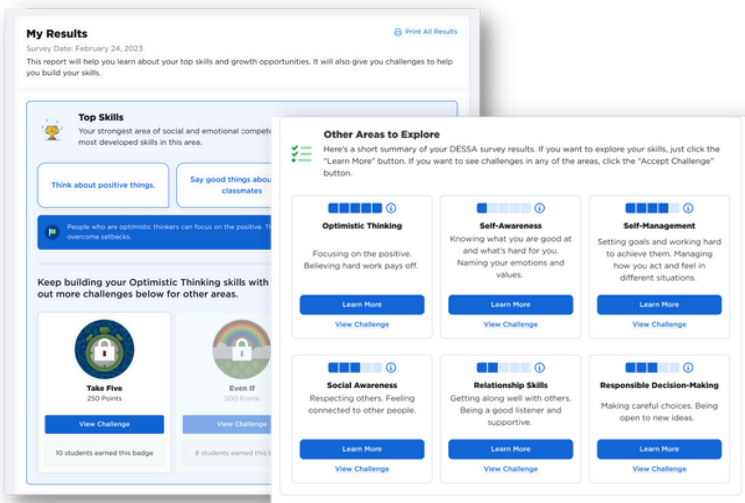 My Results
Print All Results
Survey Date: February 24, 2023
This report will help you learn about your top skills and growth opportunities. It will also give you challenges to help
you build your skills.
Top Skills
Your strongest area of social and emotional
most developed skills in this area.
Think about positive things.
Say good things
classmates
People who are optimistic thinkers can focus on the positive.
overcome setbacks.
Keep building your Optimistic Thinking skills with
out more challenges below for other areas.
Take Five
250 Points
View Challenge
10 students earned this badge
Even If
500 Points
View Challenge
8 students earned this
Other Areas to Explore
Here's a short summary of your DESSA survey results. If you want to explore your skills, just click the
"Learn More" button. If you want to see challenges in any of the areas, click the "Accept Challenge"
button.
Optimistic Thinking
Focusing on the positive.
Believing hard work pays off.
Learn More
View Challenge
Self-Awareness
Knowing what you are good at
and what's hard for you.
Naming your emotions and
values.
Learn More
View Challenge
Self-Management
Setting goals and working hard
to achieve them. Managing
how you act and feel in
different situations.
Learn More
View Challenge
Social Awareness
Respecting others. Feeling
connected to other people.
Learn More
View Challenge
Relationship Skills
Getting along well with others.
Being a good listener and
supportive.
Learn More
View Challenge
Responsible Decision-Making
Making careful choices. Being
open to new ideas.
Learn More
View Challenge